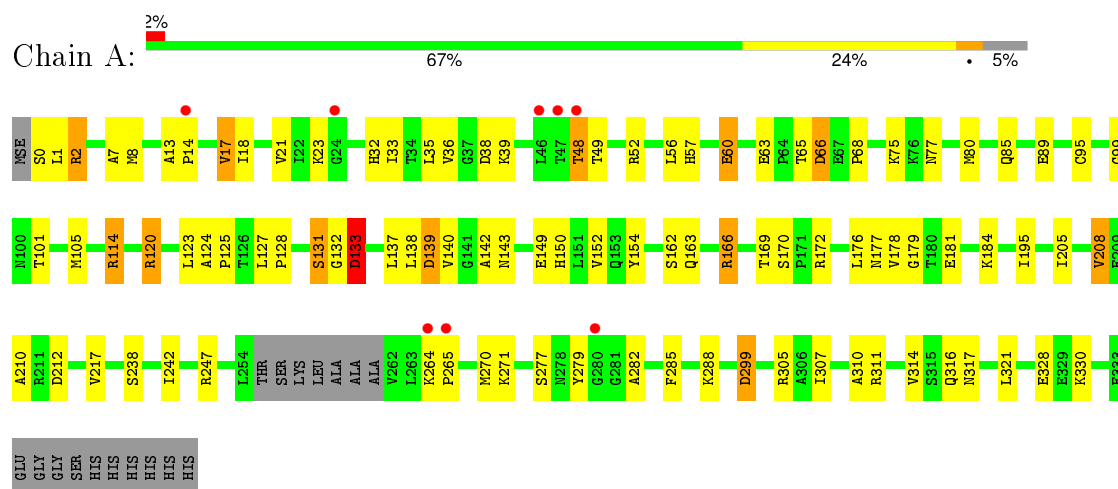 2%
Chain A:
67% 24% • 5%
MSE S0 L1 R2 A7 M8 A13 P14 V17 I18 V21 I22 K23 G24 H32 I33 T34 L35 V36 G37 D38 K39 L46 T47 T48 T49 R52 L56 H57 E60 E63 P64 T65 D66 E67 P68 K75 K76 N77 M80 Q85 E89 C95 C99
N100 T101 M105 R114 R120 L123 A124 P125 T126 L127 P128 S131 G132 D133 L137 L138 D139 V140 G141 A142 N143 E149 H150 L151 V152 Q153 Y154 S162 Q163 R166 T169 S170 P171 R172 L176 N177 V178 G179 T180 E181 K184 I195 I205 V208 E209
A210 R211 D212 V217 S238 I242 R247 L254 THR SER LYS LEU ALA ALA ALA V262 L263 K264 P265 M270 K271 S277 N278 Y279 G280 G281 A282 F285 K288 D299 R305 A306 I307 A310 R311 V314 S315 Q316 N317 L321 E328 E329 K330
GLU GLY GLY SER HIS HIS HIS HIS HIS HIS